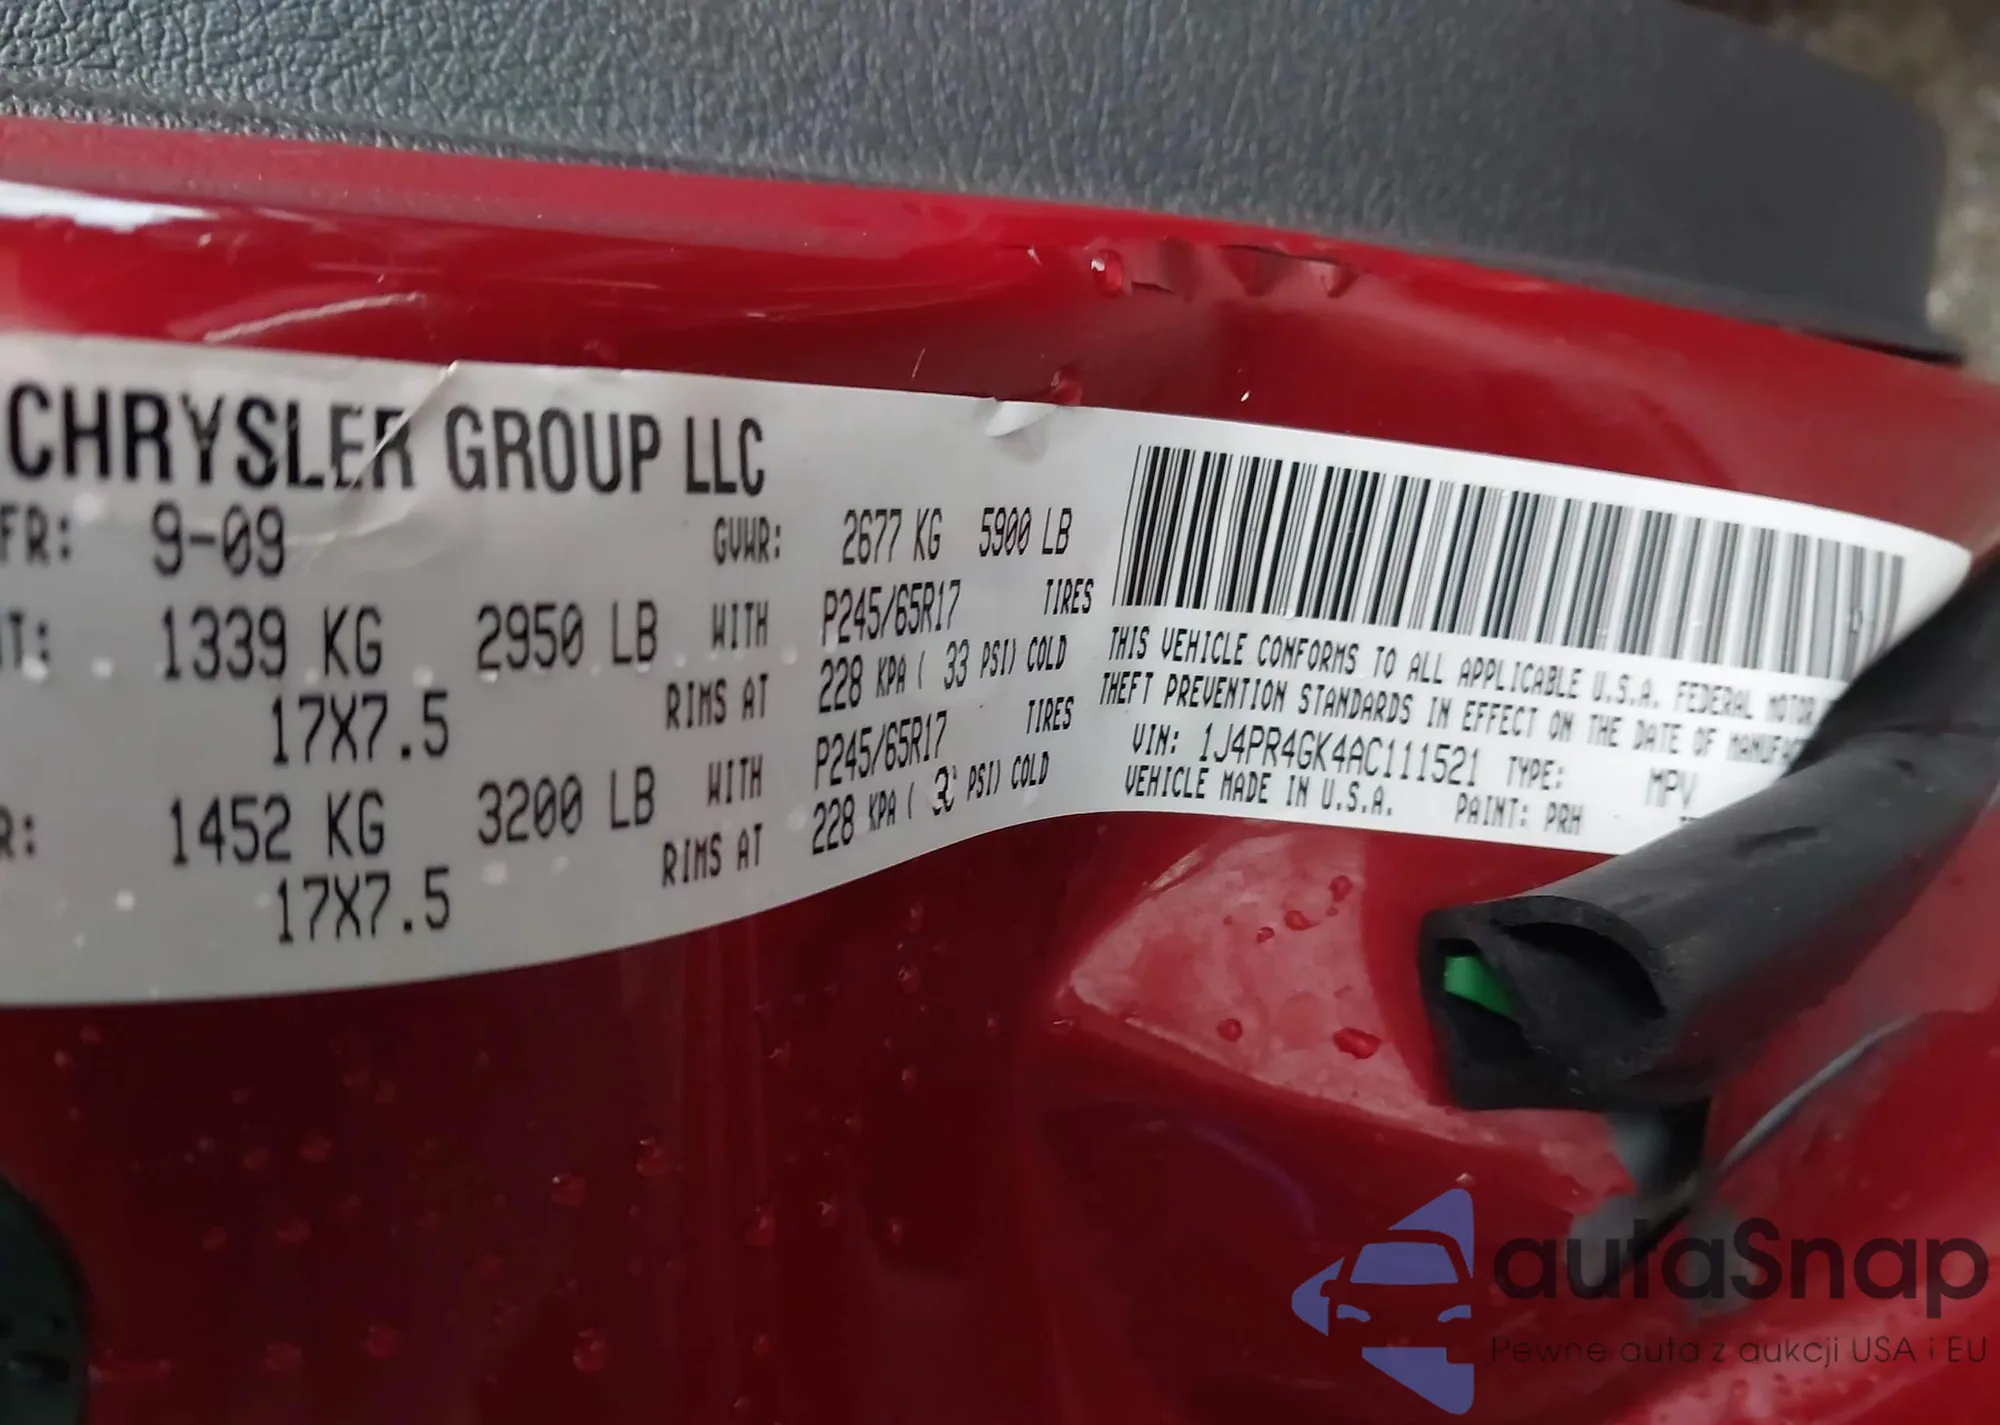 CHRYSLER GROUP LLC
FR: 9-09 GVWR: 2677 KG 5900 LB
T: 1339 KG 2950 LB WITH P245/65R17 TIRES
17X7.5 RIMS AT 228 KPA ( 33 PSI) COLD
R: 1452 KG 3200 LB WITH P245/65R17 TIRES
17X7.5 RIMS AT 228 KPA ( PSI) COLD
THIS VEHICLE CONFORMS TO ALL APPLICABLE U.S.A. FEDERAL MOTOR
THEFT PREVENTION STANDARDS IN EFFECT ON THE DATE OF MANUFAC
VIN: 1J4PR4GK4AC111521 TYPE: MPV
VEHICLE MADE IN U.S.A. PAINT: PRH
autaSnap
Pewne auta z aukcji USA i EU